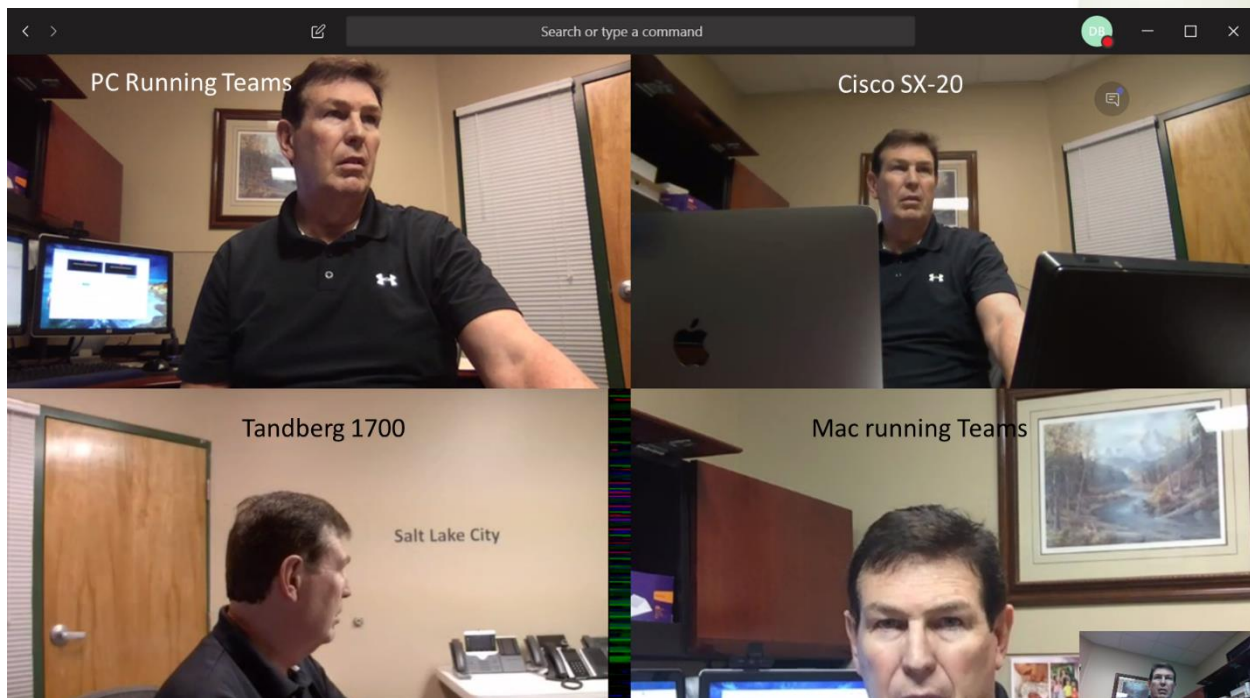 Search or type a command
DB
PC Running Teams
Cisco SX-20
Tandberg 1700
Mac running Teams
Salt Lake City